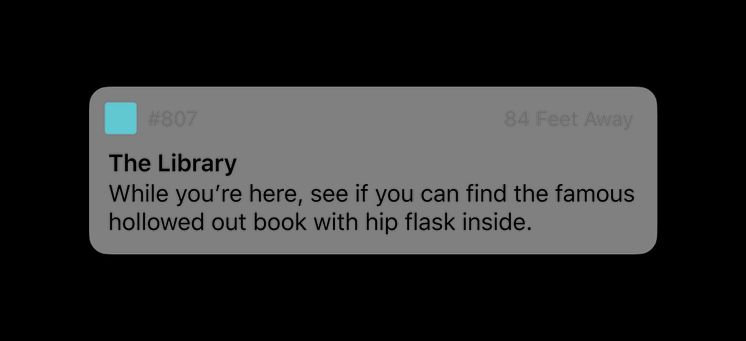 #807 84 Feet Away
The Library
While you’re here, see if you can find the famous
hollowed out book with hip flask inside.